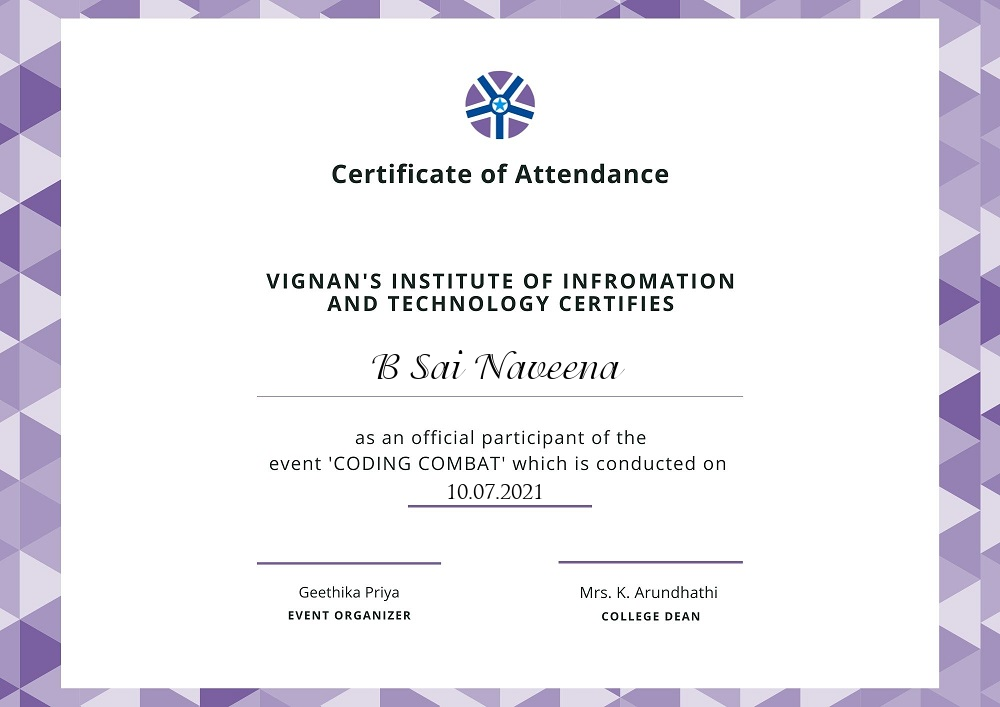 Certificate of Attendance
VIGNAN'S INSTITUTE OF INFROMATION
AND TECHNOLOGY CERTIFIES
B Sai Naveena
as an official participant of the
event 'CODING COMBAT' which is conducted on
10.07.2021
Geethika Priya
EVENT ORGANIZER
Mrs. K. Arundhathi
COLLEGE DEAN